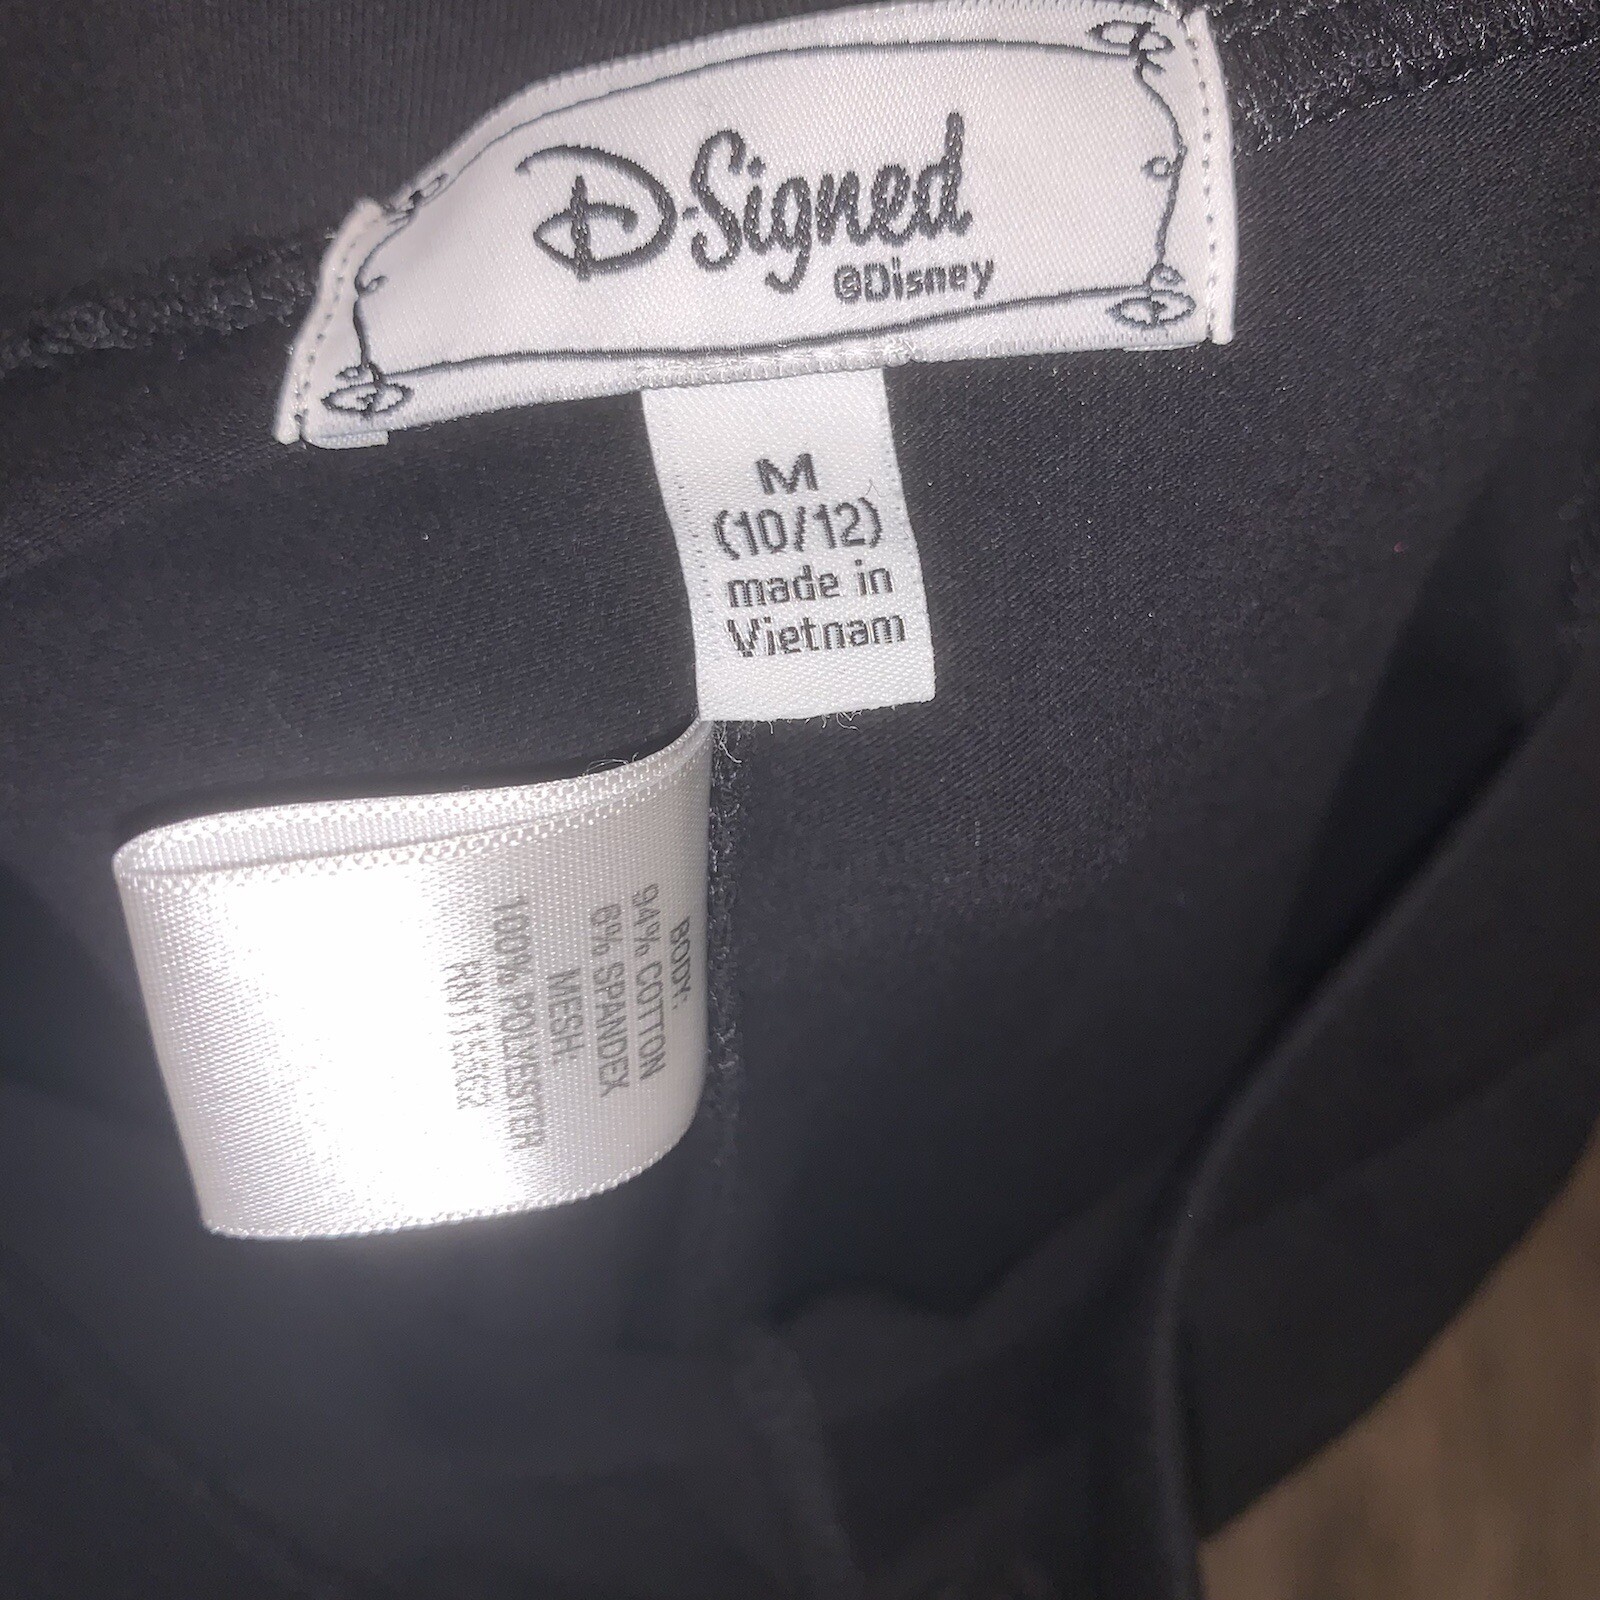 D-Signed
©Disney
M
(10/12)
made in
Vietnam
BODY:
94% COTTON
6% SPANDEX
MESH:
100% POLYESTER